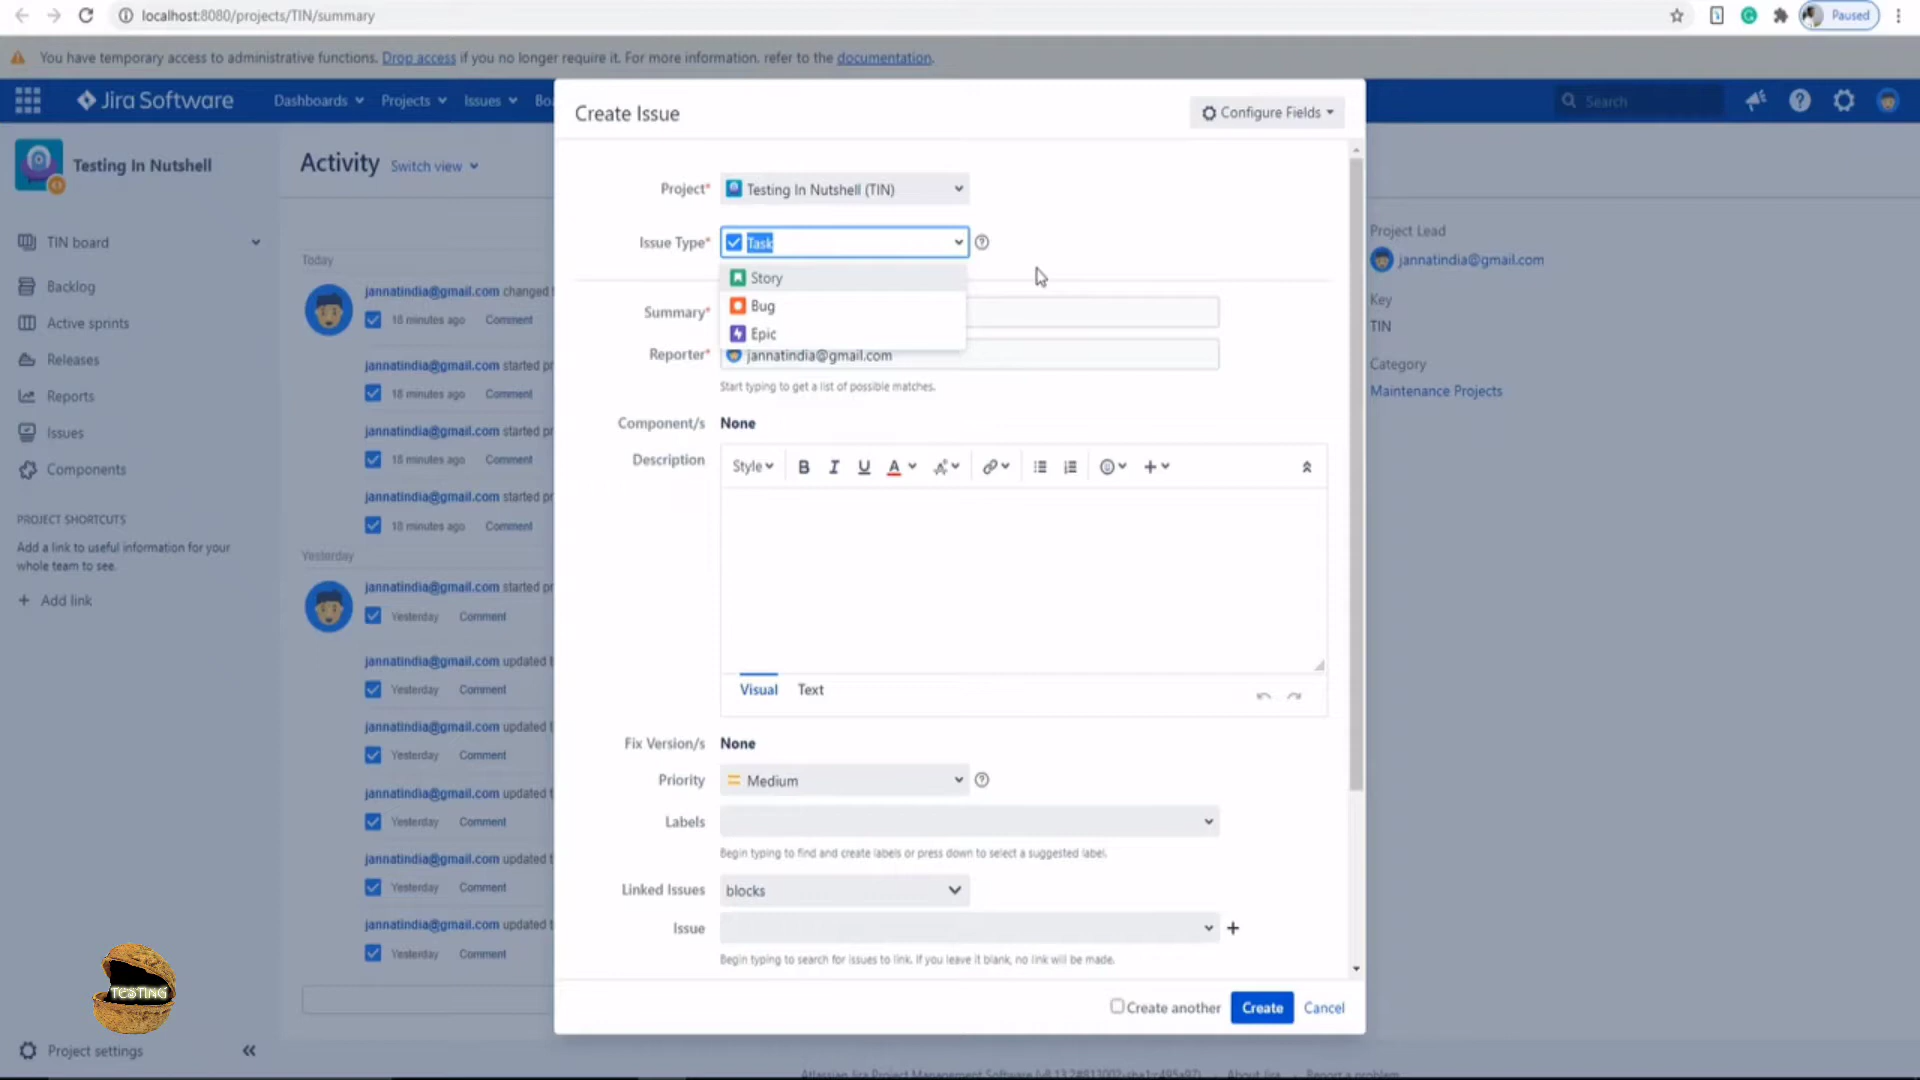 localhost:8080/projects/TIN/summary
Paused
You have temporary access to administrative functions. Drop access if you no longer require it. For more information, refer to the documentation.
Jira Software
Dashboards
Projects
Issues
Search
Testing In Nutshell
TIN board
Backlog
Active sprints
Releases
Reports
Issues
Components
PROJECT SHORTCUTS
Add a link to useful information for your
whole team to see.
+ Add link
TESTING
Project settings
Activity
Switch view
Today
jannatindia@gmail.com changed
18 minutes ago Comment
jannatindia@gmail.com started
18 minutes ago Comment
jannatindia@gmail.com started
18 minutes ago Comment
jannatindia@gmail.com started
18 minutes ago Comment
Yesterday
jannatindia@gmail.com started
Yesterday Comment
jannatindia@gmail.com updated
Yesterday Comment
jannatindia@gmail.com updated
Yesterday Comment
jannatindia@gmail.com updated
Yesterday Comment
jannatindia@gmail.com updated
Yesterday Comment
jannatindia@gmail.com updated
Yesterday Comment
Create Issue
Configure Fields
Project* Testing In Nutshell (TIN)
Issue Type* Task
Story
Bug
Epic
Summary*
Reporter* jannatindia@gmail.com
Start typing to get a list of possible matches.
Component/s None
Description
Style B I U A
Visual Text
Fix Version/s None
Priority Medium
Labels
Begin typing to find and create labels or press down to select a suggested label.
Linked Issues blocks
Issue
Begin typing to search for issues to link. If you leave it blank, no link will be made.
Create another Create Cancel
Project Lead
jannatindia@gmail.com
Key
TIN
Category
Maintenance Projects
Atlassian Jira Project Management Software
About Jira
Report a problem